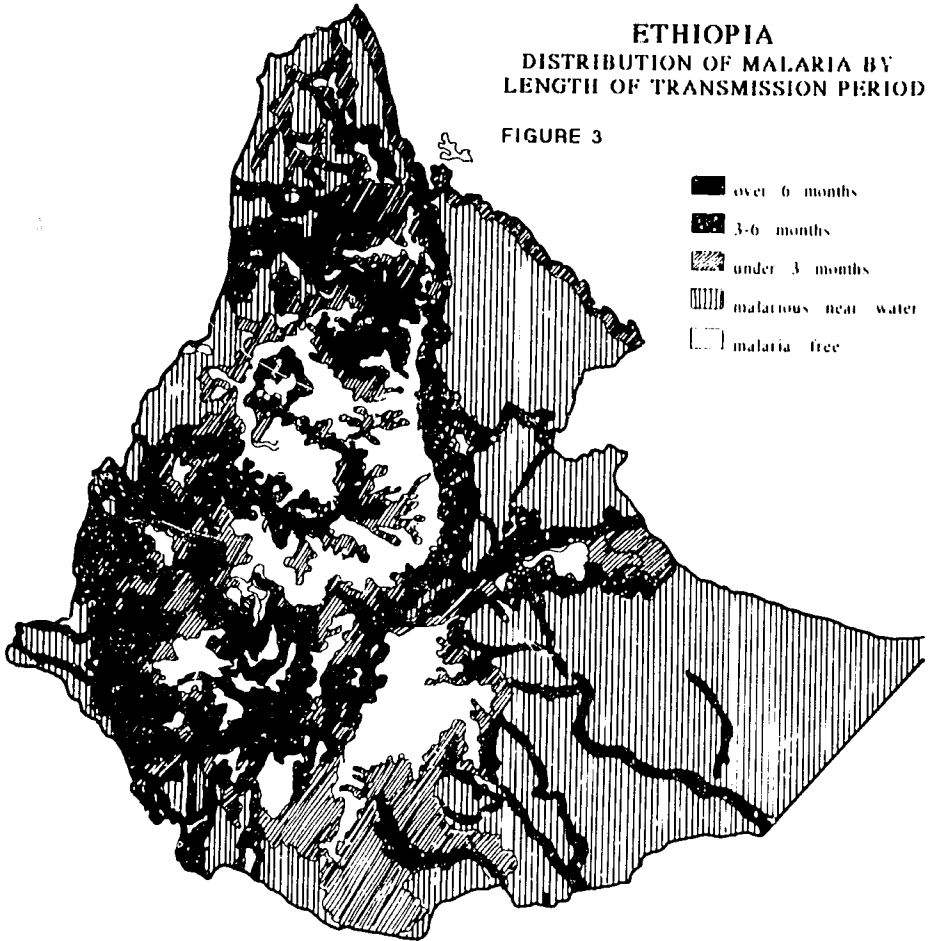 ETHIOPIA
DISTRIBUTION OF MALARIA BY
LENGTH OF TRANSMISSION PERIOD
FIGURE 3
over 6 months
3-6 months
under 3 months
malarious near water
malaria free